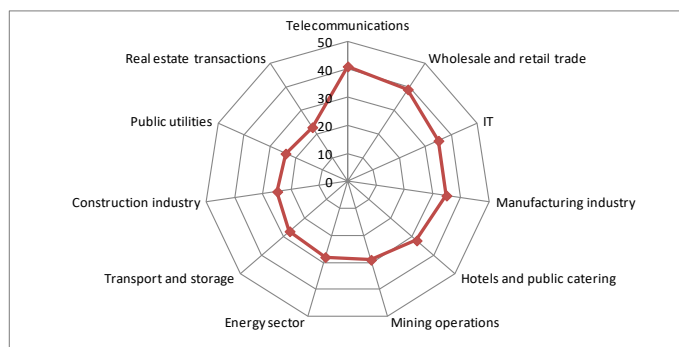 Telecommunications
50
Real estate transactions
Wholesale and retail trade
40
30
Public utilities
IT
20
10
0
Construction industry
Manufacturing industry
Transport and storage
Hotels and public catering
Energy sector
Mining operations